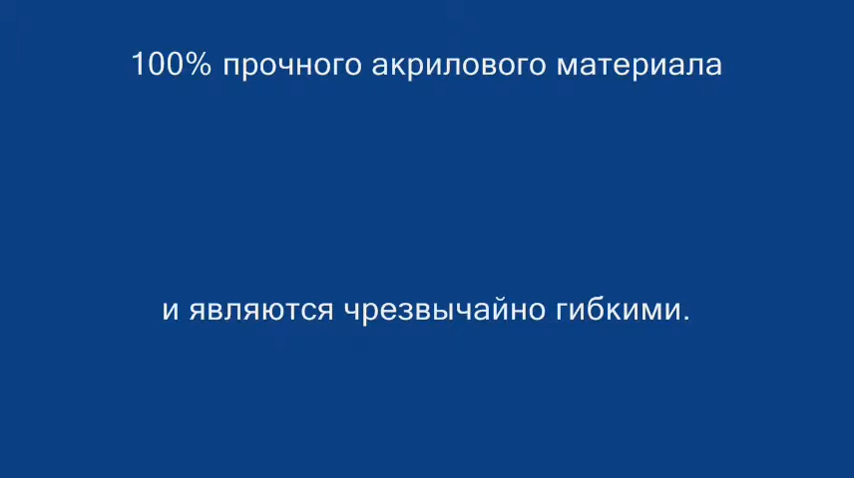 100% прочного акрилового материала
и являются чрезвычайно гибкими.